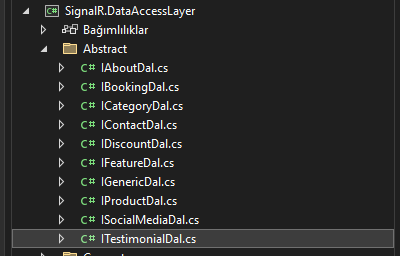 C# SignalR.DataAccessLayer
Bağımlılıklar
Abstract
C# IAboutDal.cs
C# IBookingDal.cs
C# ICategoryDal.cs
C# IContactDal.cs
C# IDiscountDal.cs
C# IFeatureDal.cs
C# IGenericDal.cs
C# IProductDal.cs
C# ISocialMediaDal.cs
C# ITestimonialDal.cs